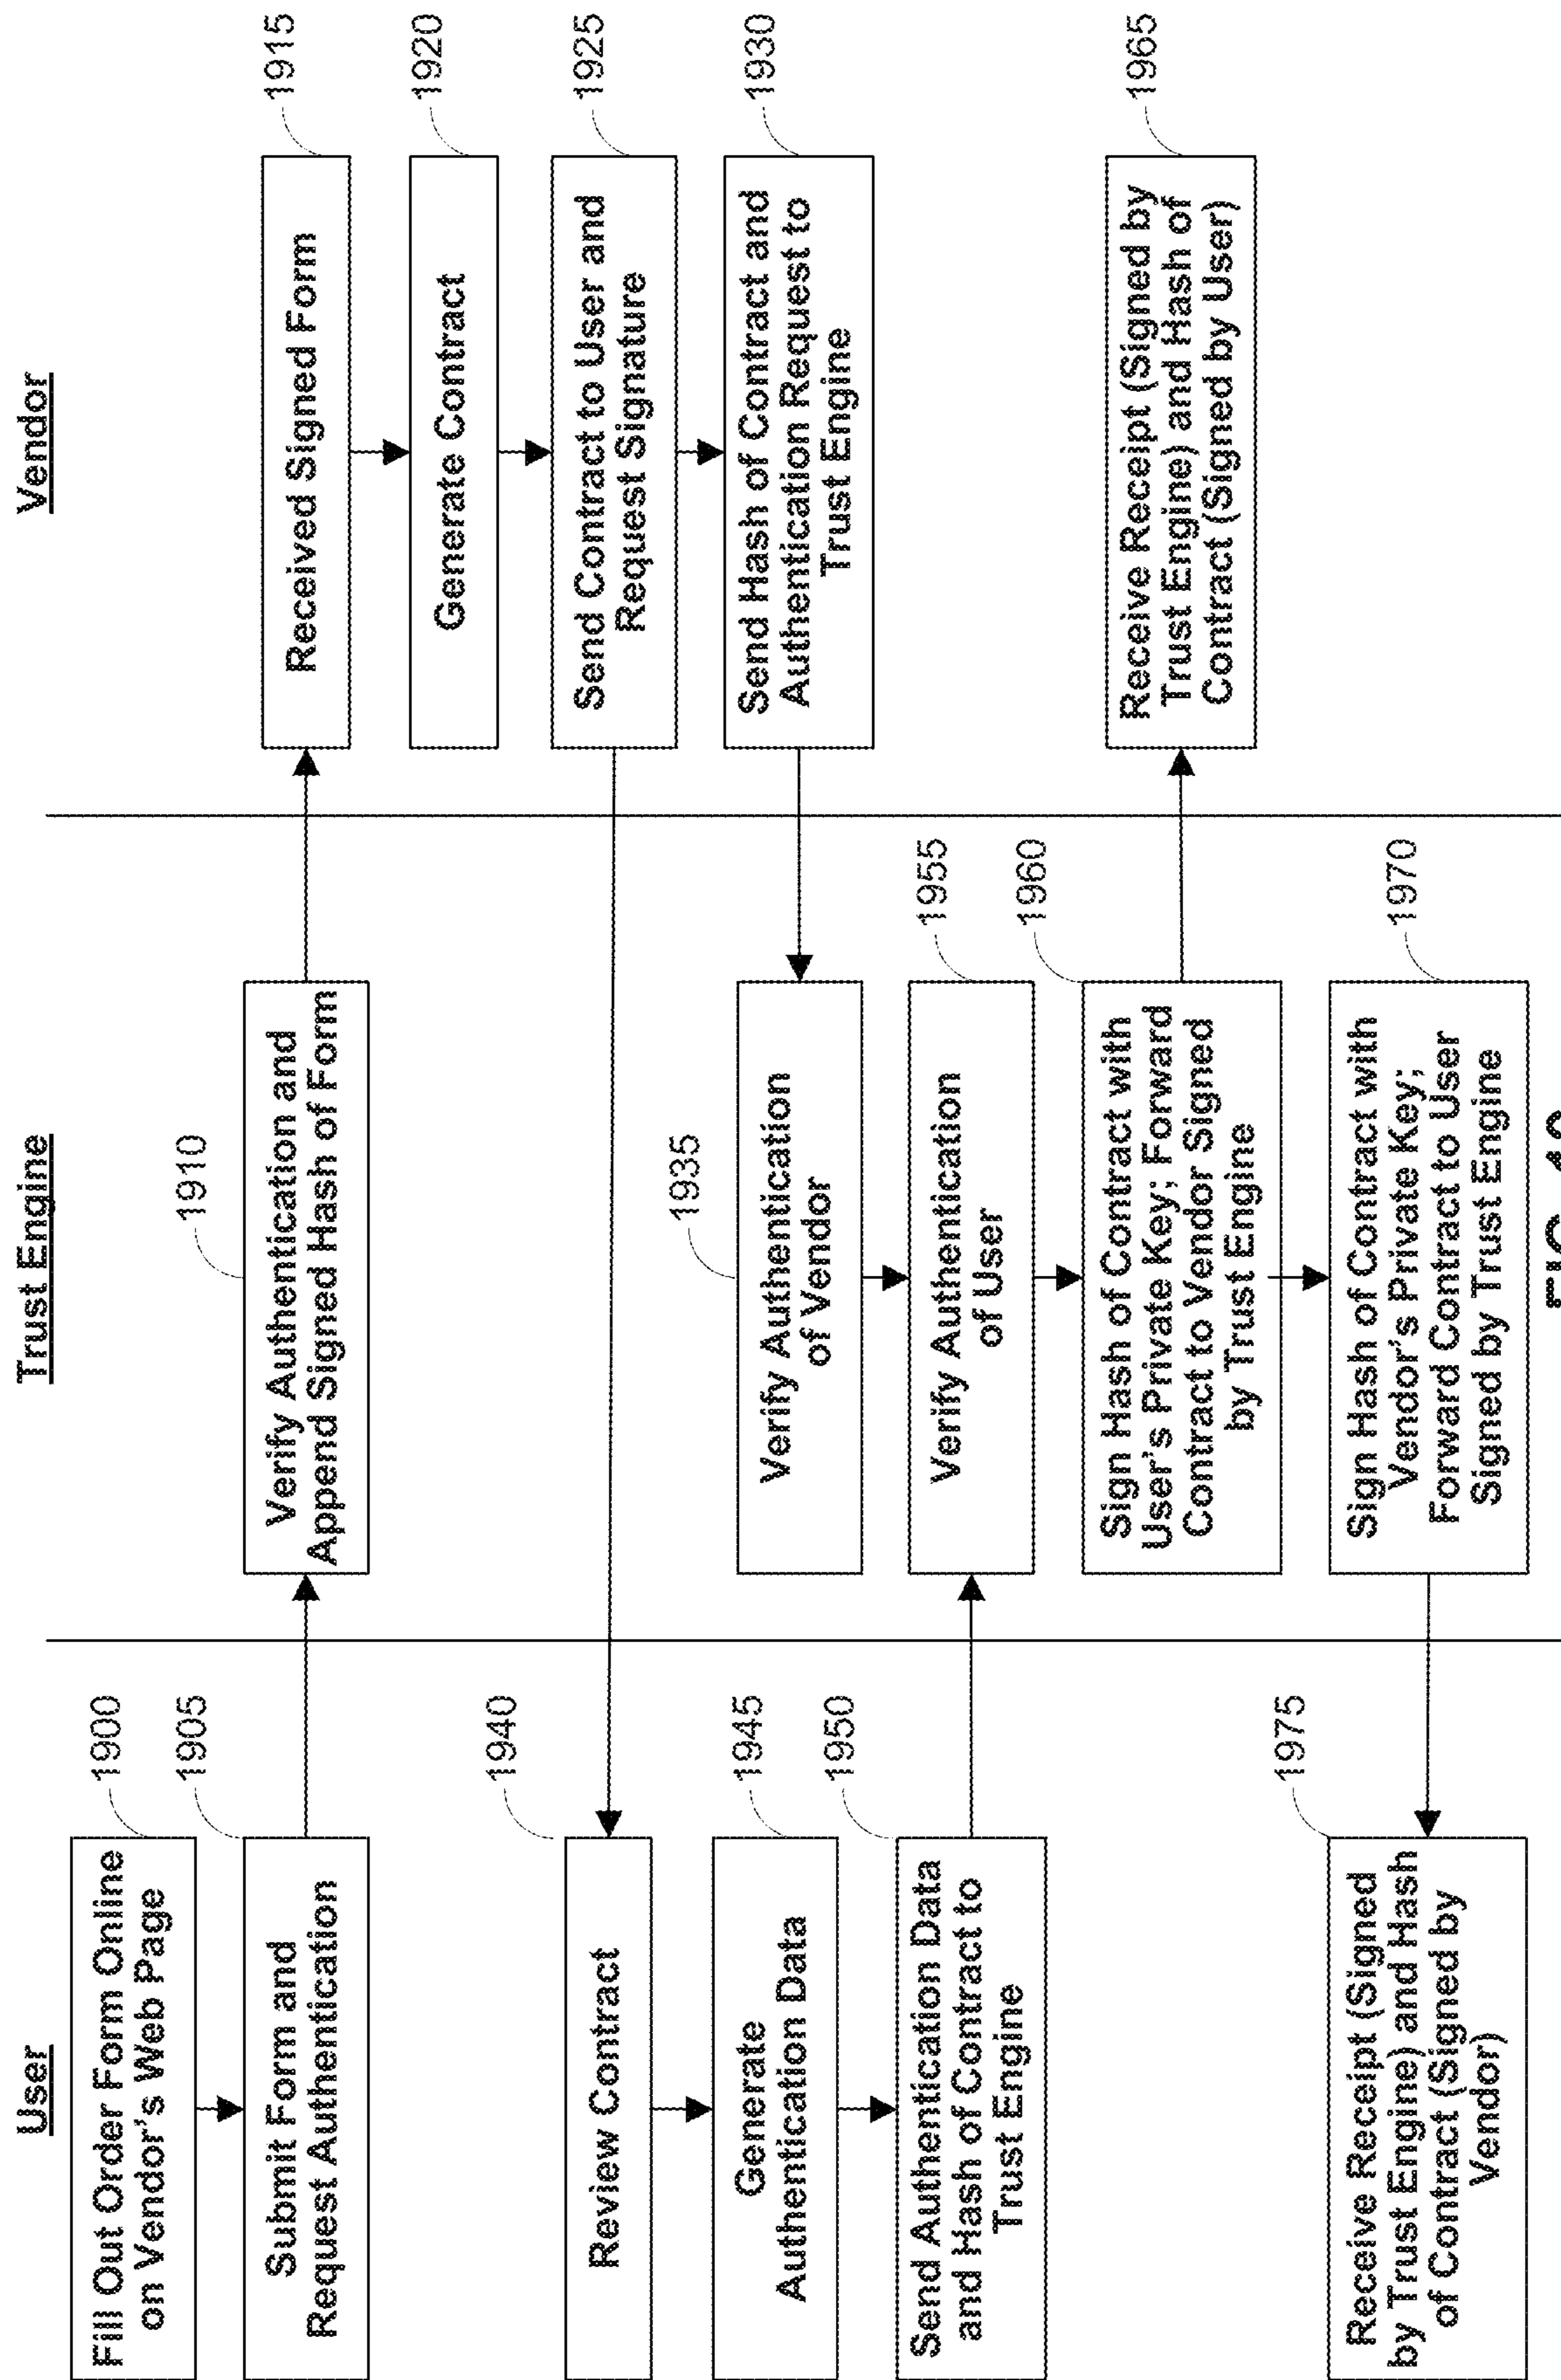 User
Trust Engine
Vendor
Fill Out Order Form Online
on Vendor's Web Page
1900
Submit Form and
Request Authentication
1905
Verify Authentication and
Append Signed Hash of Form
1910
Received Signed Form
1915
Generate Contract
1920
Send Contract to User and
Request Signature
1925
Send Hash of Contract and
Authentication Request to
Trust Engine
1930
Verify Authentication
of Vendor
1935
Review Contract
1940
Generate
Authentication Data
1945
Send Authentication Data
and Hash of Contract to
Trust Engine
1950
Verify Authentication
of User
1955
Sign Hash of Contract with
User's Private Key; Forward
Contract to Vendor Signed
by Trust Engine
1960
Receive Receipt (Signed by
Trust Engine) and Hash of
Contract (Signed by User)
1965
Sign Hash of Contract with
Vendor's Private Key;
Forward Contract to User
Signed by Trust Engine
1970
Receive Receipt (Signed
by Trust Engine) and Hash
of Contract (Signed by
Vendor)
1975